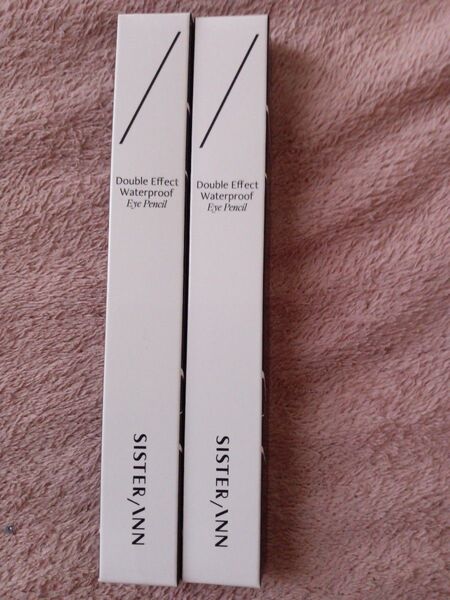 Double Effect
Waterproof
Eye Pencil
SISTER/ANN
Double Effect
Waterproof
Eye Pencil
SISTER/ANN